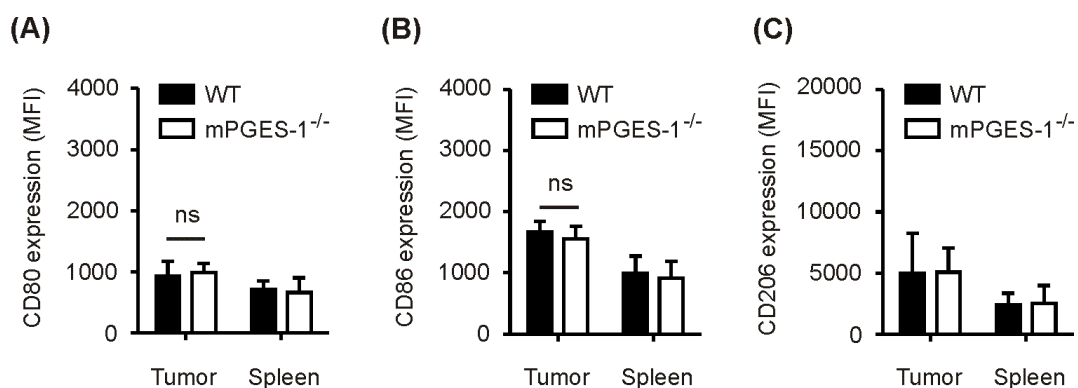 (A)
CD80 expression (MFI)
4000
3000
2000
1000
0
WT
mPGES-1-/-
ns
Tumor Spleen
(B)
CD86 expression (MFI)
4000
3000
2000
1000
0
WT
mPGES-1-/-
ns
Tumor Spleen
(C)
CD206 expression (MFI)
20000
15000
10000
5000
0
WT
mPGES-1-/-
Tumor Spleen